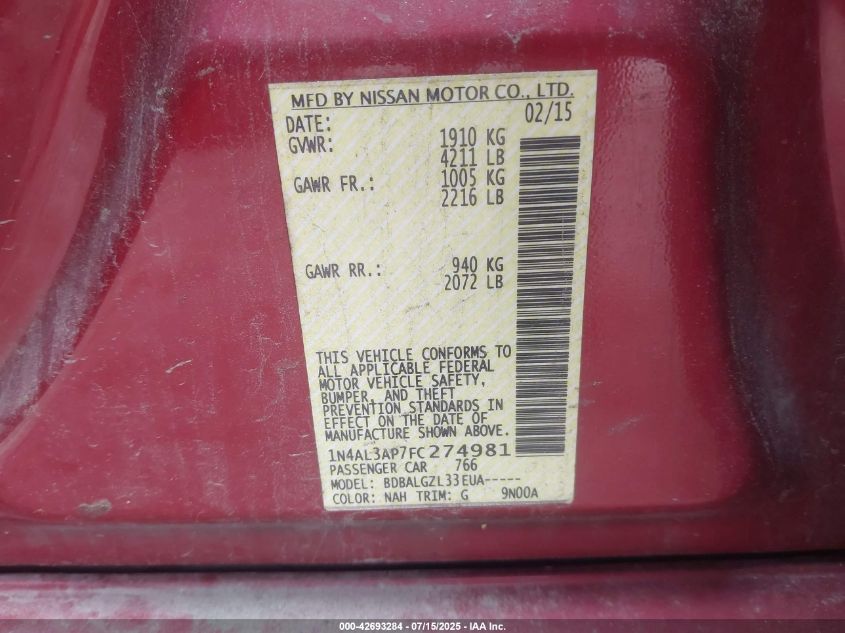 MFD BY NISSAN MOTOR CO., LTD.
DATE: 02/15
GVWR: 1910 KG
4211 LB
GAWR FR.: 1005 KG
2216 LB
GAWR RR.: 940 KG
2072 LB
THIS VEHICLE CONFORMS TO
ALL APPLICABLE FEDERAL
MOTOR VEHICLE SAFETY,
BUMPER, AND THEFT
PREVENTION STANDARDS IN
EFFECT ON THE DATE OF
MANUFACTURE SHOWN ABOVE.
1N4AL3AP7FC274981
PASSENGER CAR 766
MODEL: BDBALGZL33EUA-----
COLOR: NAH TRIM: G 9N00A
000-42693284 / 07/15/2025 - IAA Inc.